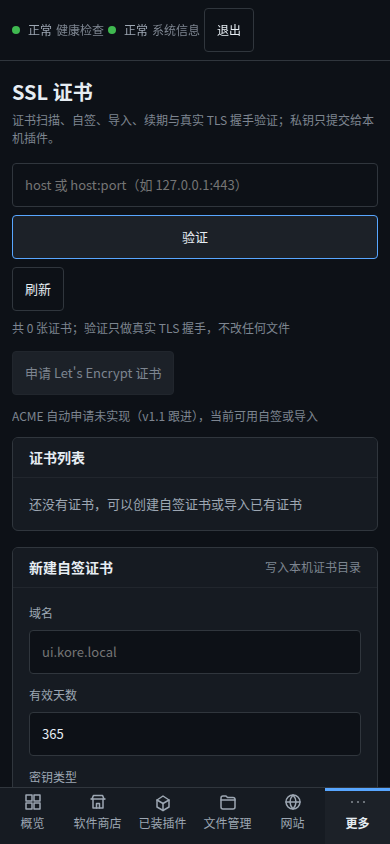 正常 健康检查 正常 系统信息 退出
SSL 证书
证书扫描、自签、导入、续期与真实 TLS 握手验证；私钥只提交给本
机插件。
host 或 host:port（如 127.0.0.1:443）
验证
刷新
共 0 张证书；验证只做真实 TLS 握手，不改任何文件
申请 Let's Encrypt 证书
ACME 自动申请未实现（v1.1 跟进），当前可用自签或导入
证书列表
还没有证书，可以创建自签证书或导入已有证书
新建自签证书 写入本机证书目录
域名
ui.kore.local
有效天数
365
密钥类型
概览 软件商店 已装插件 文件管理 网站 更多